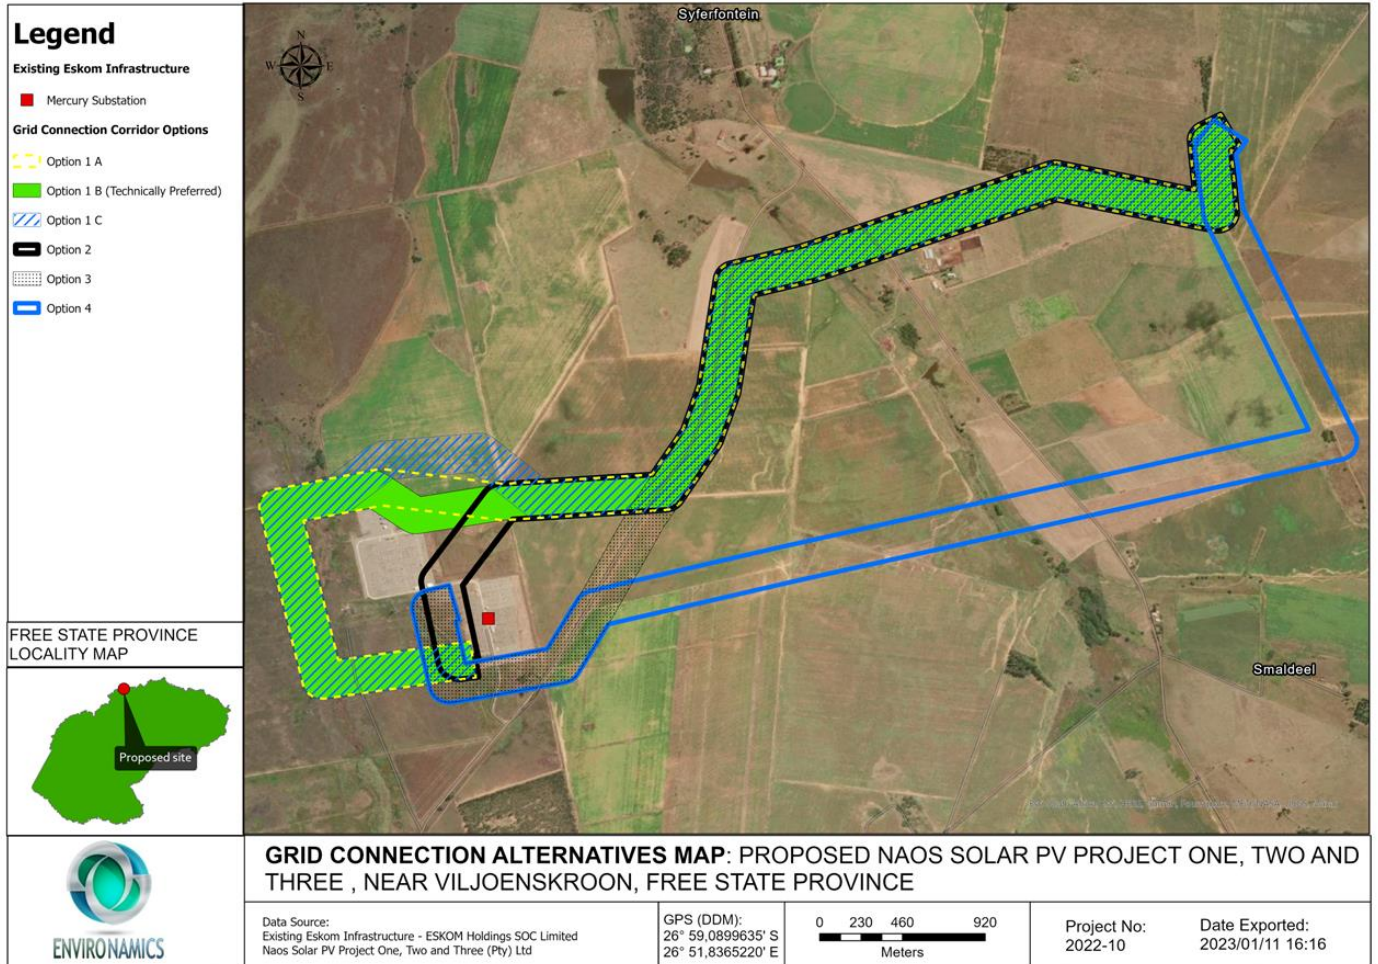 Legend
Existing Eskom Infrastructure
Mercury Substation
Grid Connection Corridor Options
Option 1 A
Option 1 B (Technically Preferred)
Option 1 C
Option 2
Option 3
Option 4
Syferfontein
N
W
E
S
Smaldeel
FREE STATE PROVINCE
LOCALITY MAP
Proposed site
ENVIRONAMICS
GRID CONNECTION ALTERNATIVES MAP: PROPOSED NAOS SOLAR PV PROJECT ONE, TWO AND
THREE , NEAR VILJOENSKROON, FREE STATE PROVINCE
Data Source:
Existing Eskom Infrastructure - ESKOM Holdings SOC Limited
Naos Solar PV Project One, Two and Three (Pty) Ltd
GPS (DDM):
26° 59,0899635' S
26° 51,8365220' E
0 230 460 920
Meters
Project No:
2022-10
Date Exported:
2023/01/11 16:16